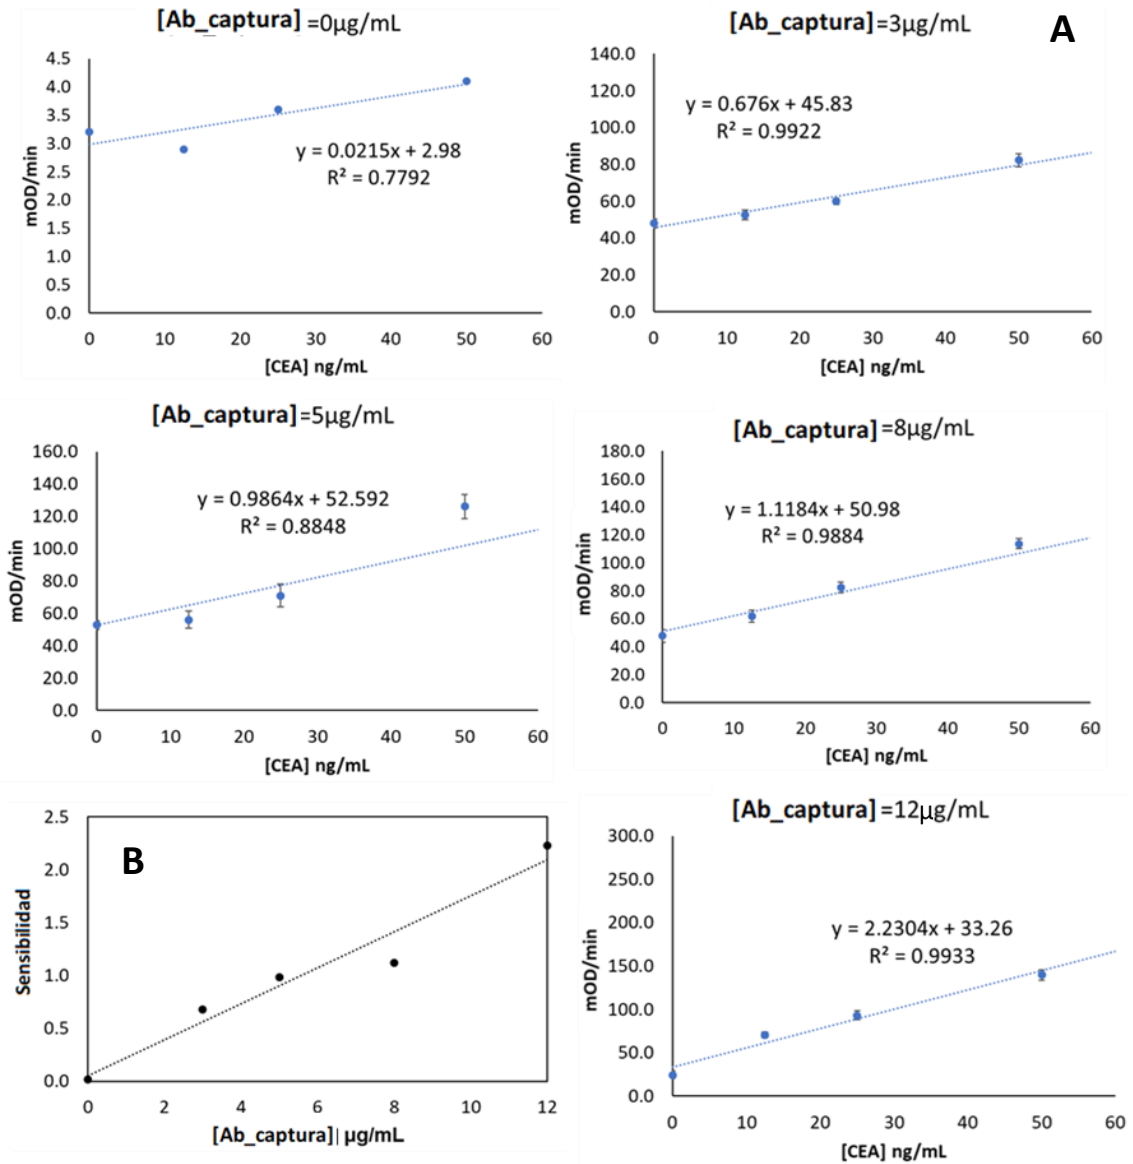 [Ab_captura] =0µg/mL
4.5
4.0
3.5
3.0
2.5
2.0
1.5
1.0
0.5
0.0
mOD/min
y = 0.0215x + 2.98
R² = 0.7792
0 10 20 30 40 50 60
[CEA] ng/mL
[Ab_captura] =3µg/mL
A
140.0
120.0
100.0
80.0
60.0
40.0
20.0
0.0
mOD/min
y = 0.676x + 45.83
R² = 0.9922
0 10 20 30 40 50 60
[CEA] ng/mL
[Ab_captura] =5µg/mL
160.0
140.0
120.0
100.0
80.0
60.0
40.0
20.0
0.0
mOD/min
y = 0.9864x + 52.592
R² = 0.8848
0 10 20 30 40 50 60
[CEA] ng/mL
[Ab_captura] =8µg/mL
180.0
160.0
140.0
120.0
100.0
80.0
60.0
40.0
20.0
0.0
mOD/min
y = 1.1184x + 50.98
R² = 0.9884
0 10 20 30 40 50 60
[CEA] ng/mL
B
2.5
2.0
1.5
1.0
0.5
0.0
Sensibilidad
0 2 4 6 8 10 12
[Ab_captura] µg/mL
[Ab_captura] =12µg/mL
300.0
250.0
200.0
150.0
100.0
50.0
0.0
mOD/min
y = 2.2304x + 33.26
R² = 0.9933
0 10 20 30 40 50 60
[CEA] ng/mL